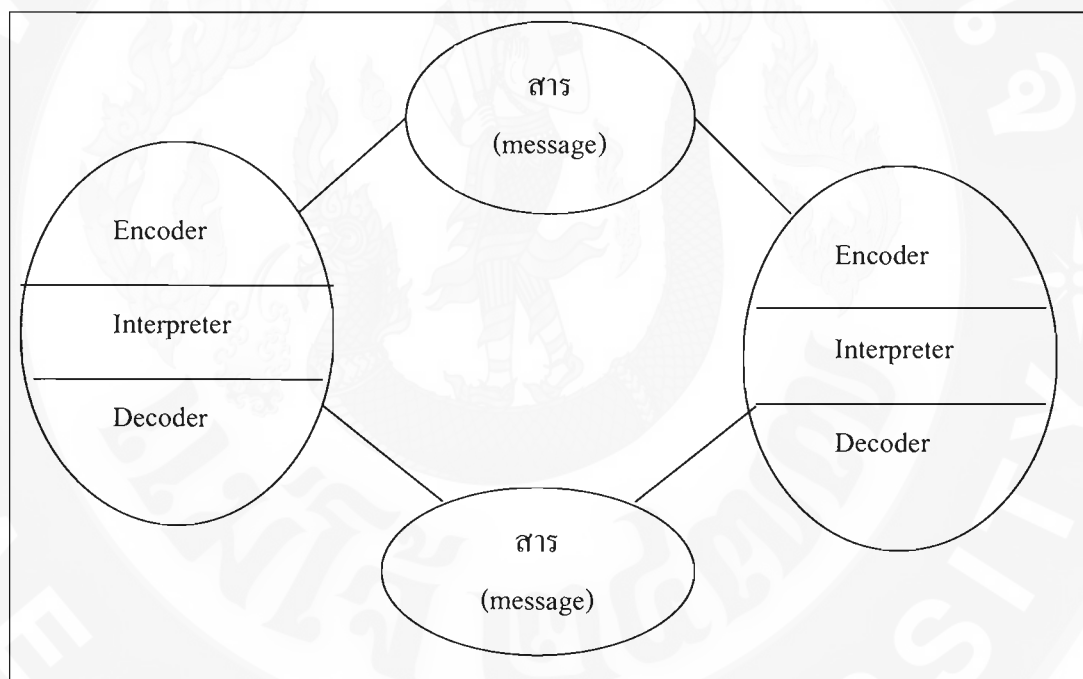 สาร
(message)
Encoder
Interpreter
Decoder
Encoder
Interpreter
Decoder
สาร
(message)